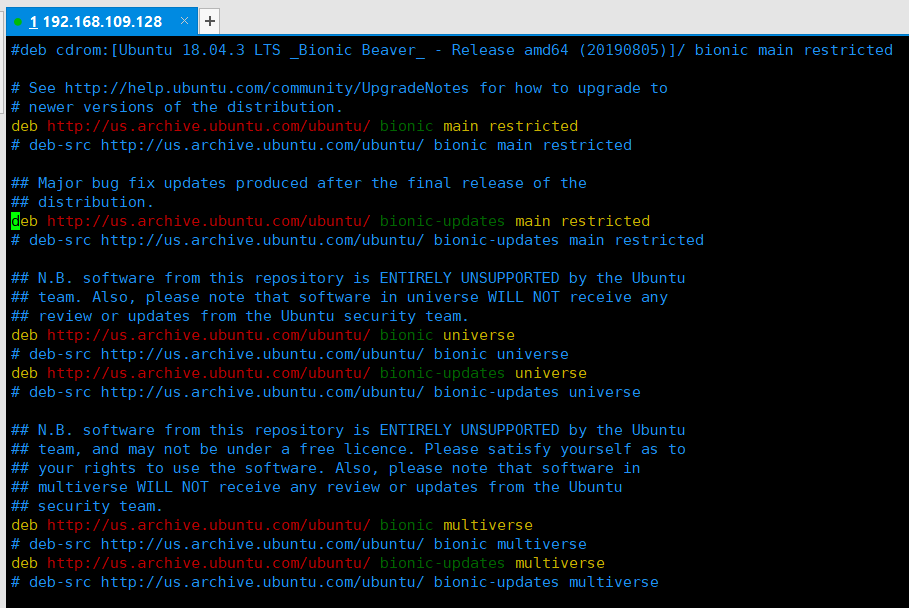 1 192.168.109.128 × +
#deb cdrom:[Ubuntu 18.04.3 LTS _Bionic Beaver_ - Release amd64 (20190805)]/ bionic main restricted
# See http://help.ubuntu.com/community/UpgradeNotes for how to upgrade to
# newer versions of the distribution.
deb http://us.archive.ubuntu.com/ubuntu/ bionic main restricted
# deb-src http://us.archive.ubuntu.com/ubuntu/ bionic main restricted
## Major bug fix updates produced after the final release of the
## distribution.
deb http://us.archive.ubuntu.com/ubuntu/ bionic-updates main restricted
# deb-src http://us.archive.ubuntu.com/ubuntu/ bionic-updates main restricted
## N.B. software from this repository is ENTIRELY UNSUPPORTED by the Ubuntu
## team. Also, please note that software in universe WILL NOT receive any
## review or updates from the Ubuntu security team.
deb http://us.archive.ubuntu.com/ubuntu/ bionic universe
# deb-src http://us.archive.ubuntu.com/ubuntu/ bionic universe
deb http://us.archive.ubuntu.com/ubuntu/ bionic-updates universe
# deb-src http://us.archive.ubuntu.com/ubuntu/ bionic-updates universe
## N.B. software from this repository is ENTIRELY UNSUPPORTED by the Ubuntu
## team, and may not be under a free licence. Please satisfy yourself as to
## your rights to use the software. Also, please note that software in
## multiverse WILL NOT receive any review or updates from the Ubuntu
## security team.
deb http://us.archive.ubuntu.com/ubuntu/ bionic multiverse
# deb-src http://us.archive.ubuntu.com/ubuntu/ bionic multiverse
deb http://us.archive.ubuntu.com/ubuntu/ bionic-updates multiverse
# deb-src http://us.archive.ubuntu.com/ubuntu/ bionic-updates multiverse